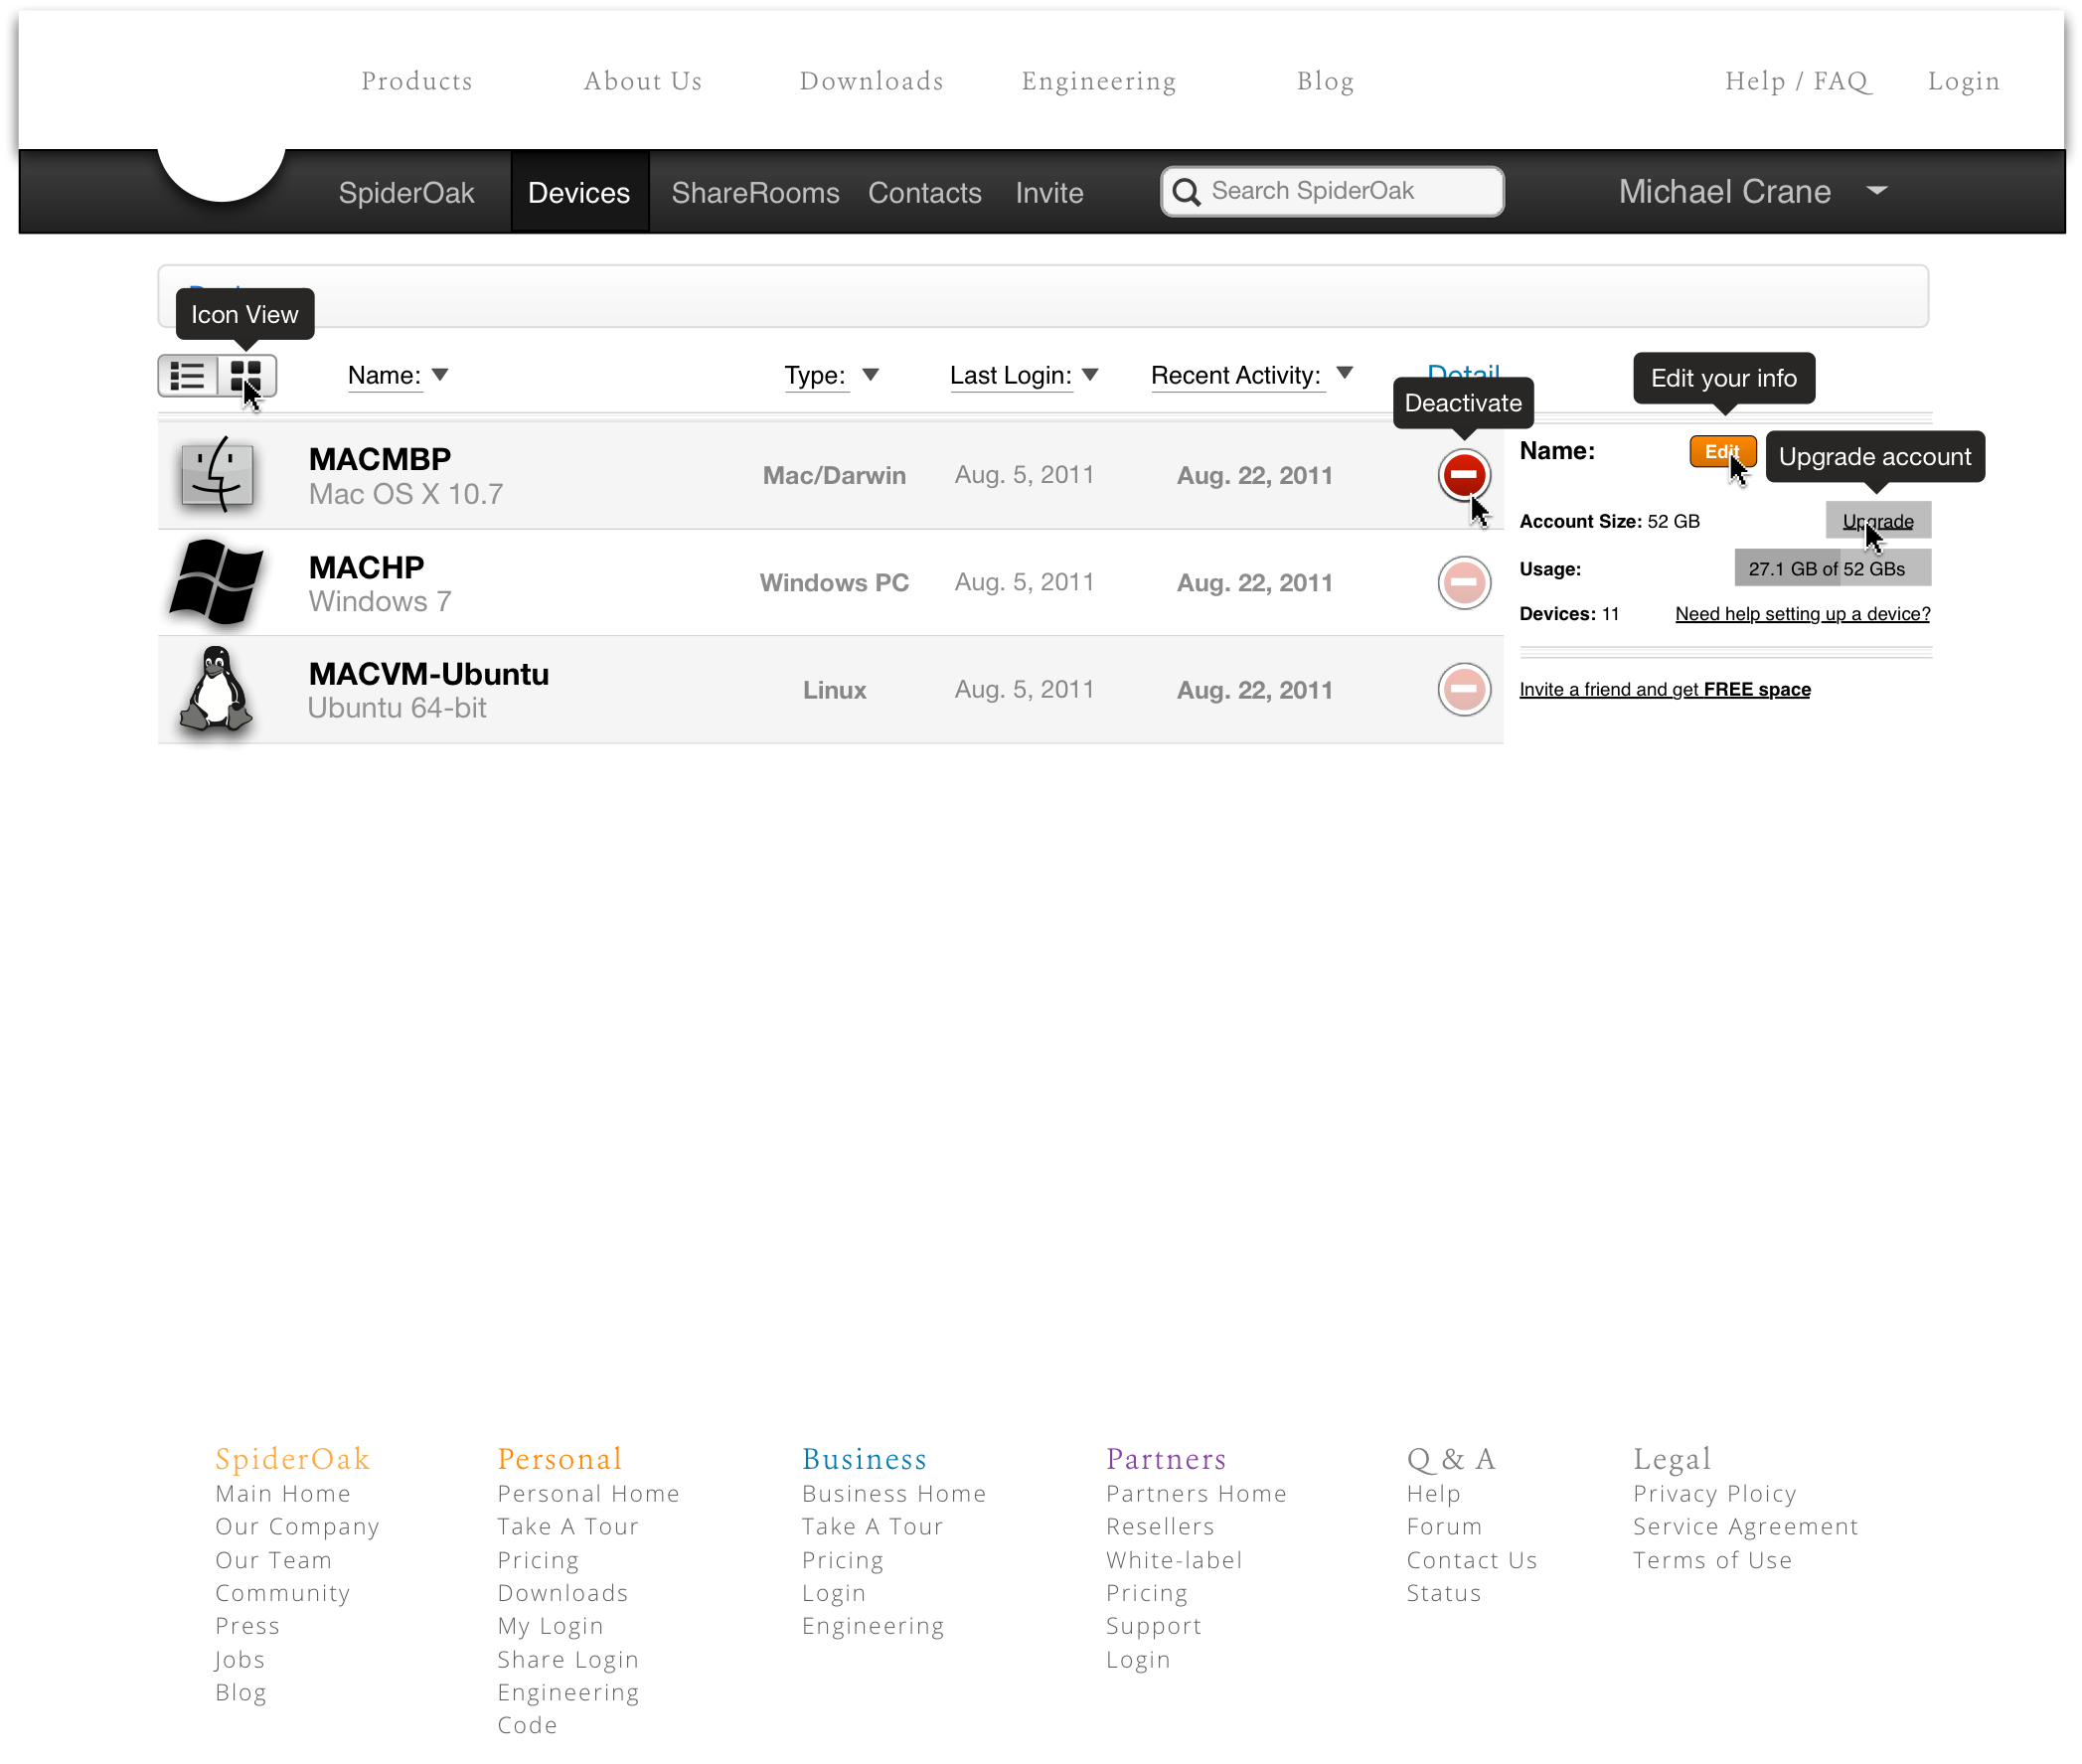 Products About Us Downloads Engineering Blog Help / FAQ Login
SpiderOak Devices ShareRooms Contacts Invite Search SpiderOak Michael Crane
Icon View
Name: Type: Last Login: Recent Activity: Detail
Edit your info
Deactivate
Name: Edit Upgrade account
MACMBP
Mac OS X 10.7
Mac/Darwin Aug. 5, 2011 Aug. 22, 2011
Account Size: 52 GB Upgrade
MACHP
Windows 7
Windows PC Aug. 5, 2011 Aug. 22, 2011
Usage: 27.1 GB of 52 GBs
Devices: 11 Need help setting up a device?
MACVM-Ubuntu
Ubuntu 64-bit
Linux Aug. 5, 2011 Aug. 22, 2011
Invite a friend and get FREE space
SpiderOak
Main Home
Our Company
Our Team
Community
Press
Jobs
Blog
Personal
Personal Home
Take A Tour
Pricing
Downloads
My Login
Share Login
Engineering
Code
Business
Business Home
Take A Tour
Pricing
Login
Engineering
Partners
Partners Home
Resellers
White-label
Pricing
Support
Login
Q & A
Help
Forum
Contact Us
Status
Legal
Privacy Ploicy
Service Agreement
Terms of Use